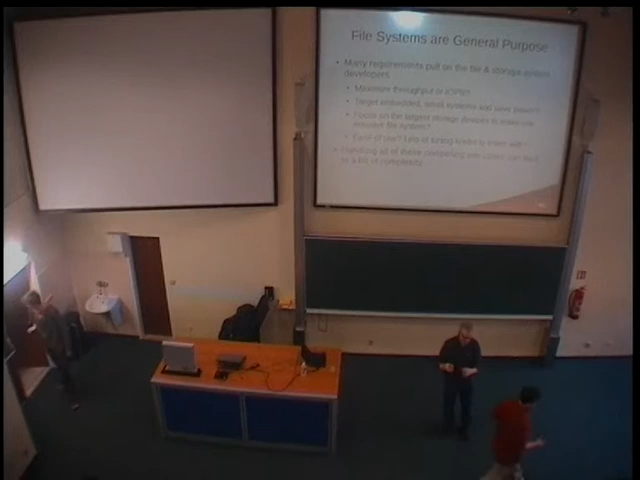 File Systems are General Purpose
• Many requirements pull on the file & storage system
developers
• Maximum throughput or IOPS?
• Target embedded, small systems and save power?
• Focus on the largest storage devices to make one
massive file system?
• Ease of use? Lots of tuning knobs to
• Handling all of these competing use cases can lead
to a lot of complexity